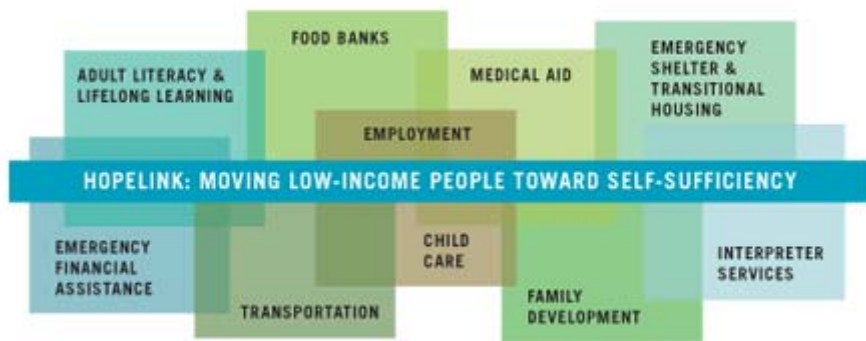 FOOD BANKS
ADULT LITERACY &
LIFELONG LEARNING
MEDICAL AID
EMERGENCY
SHELTER &
TRANSITIONAL
HOUSING
EMPLOYMENT
HOPELINK: MOVING LOW-INCOME PEOPLE TOWARD SELF-SUFFICIENCY
EMERGENCY
FINANCIAL
ASSISTANCE
TRANSPORTATION
CHILD
CARE
FAMILY
DEVELOPMENT
INTERPRETER
SERVICES